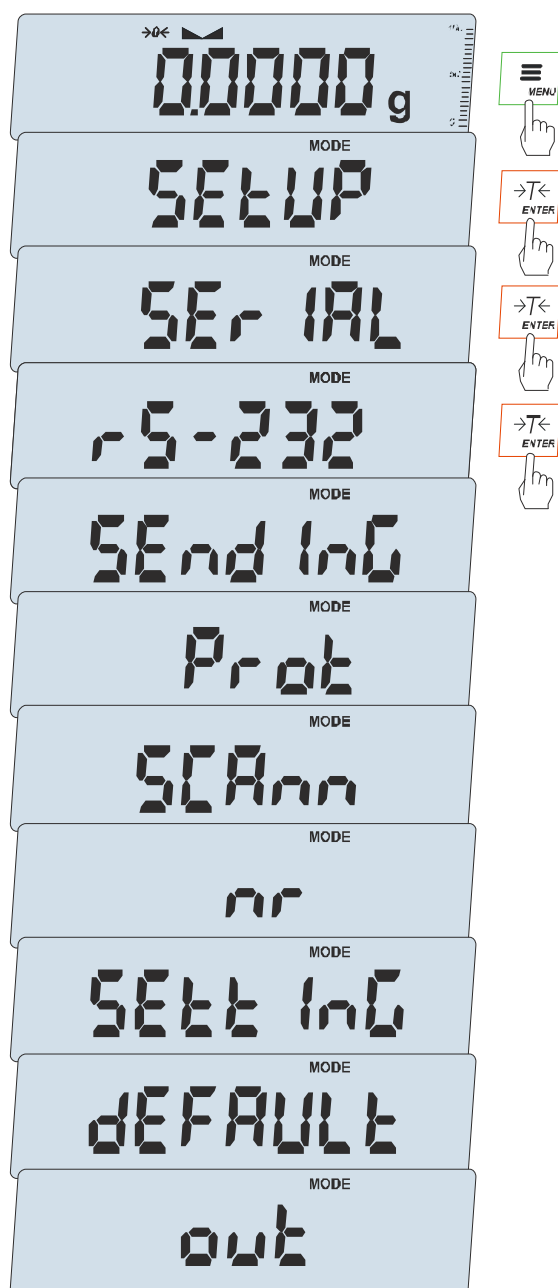 →0←
0.0000 g
MENU
MODE
SEtUP
→T←
ENTER
MODE
SEr IAL
→T←
ENTER
MODE
rS-232
→T←
ENTER
MODE
SEnd InG
MODE
Prot
MODE
SCAnn
MODE
nr
MODE
SEtt InG
MODE
dEFAULt
MODE
out